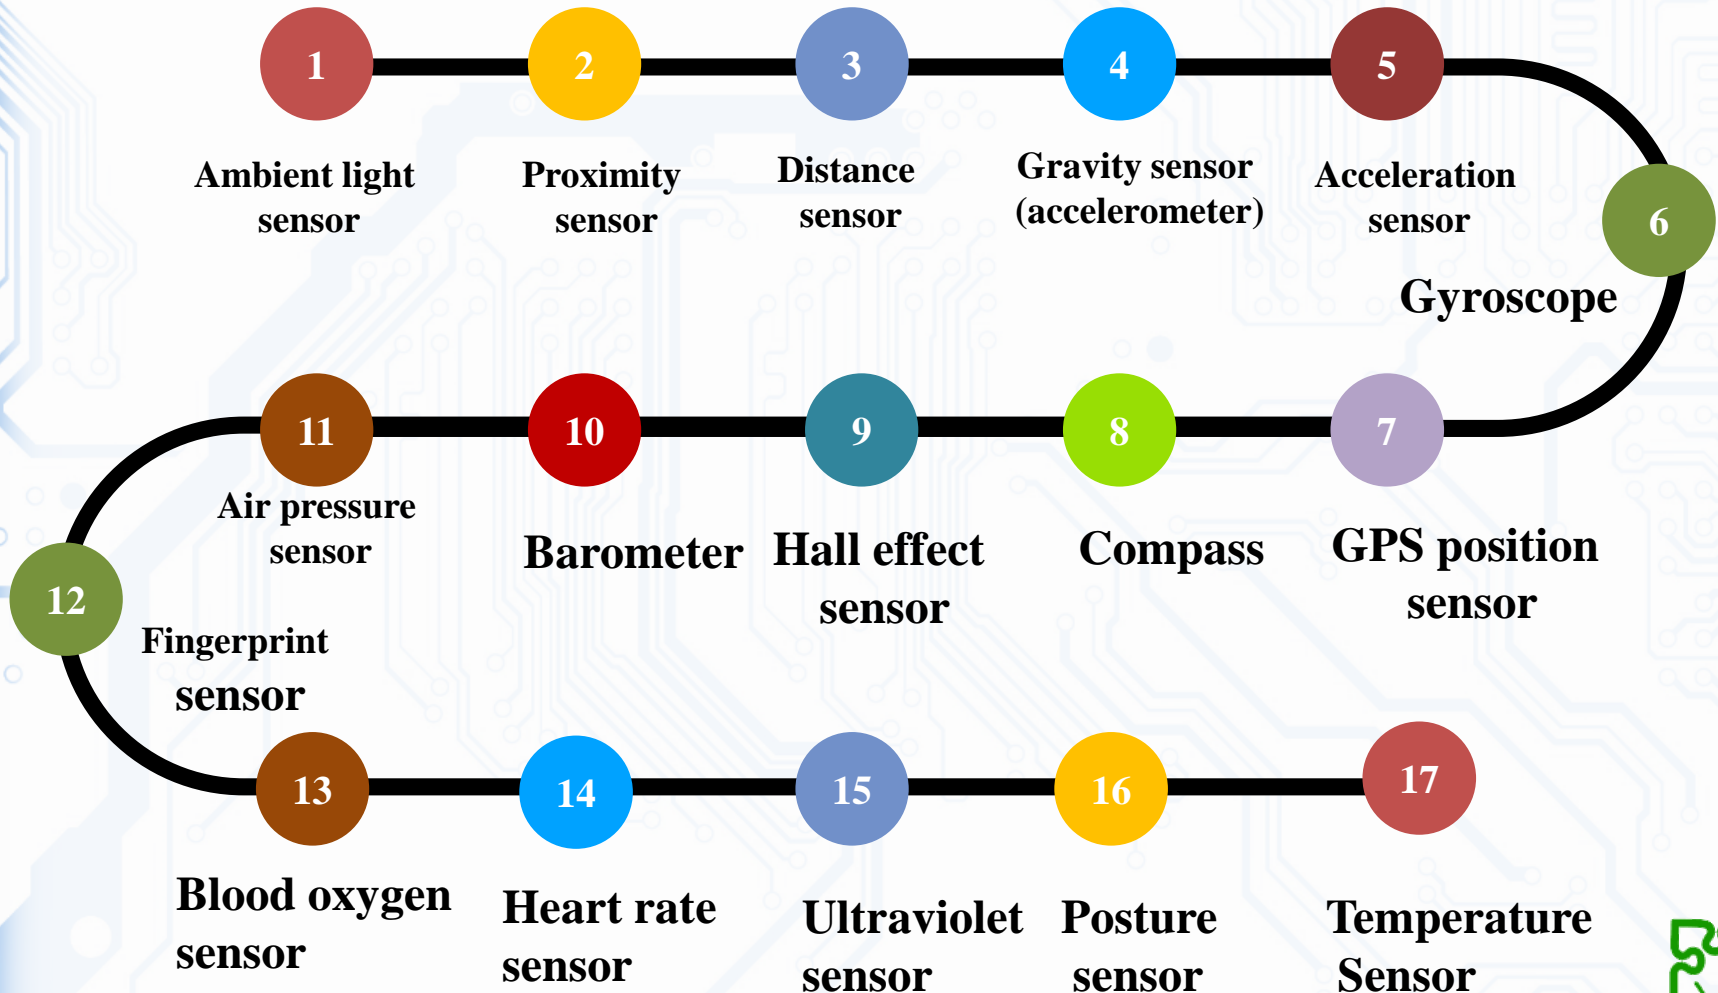 1
Ambient light
sensor
2
Proximity
sensor
3
Distance
sensor
4
Gravity sensor
(accelerometer)
5
Acceleration
sensor
6
Gyroscope
7
GPS position
sensor
8
Compass
9
Hall effect
sensor
10
Barometer
11
Air pressure
sensor
12
Fingerprint
sensor
13
Blood oxygen
sensor
14
Heart rate
sensor
15
Ultraviolet
sensor
16
Posture
sensor
17
Temperature
Sensor